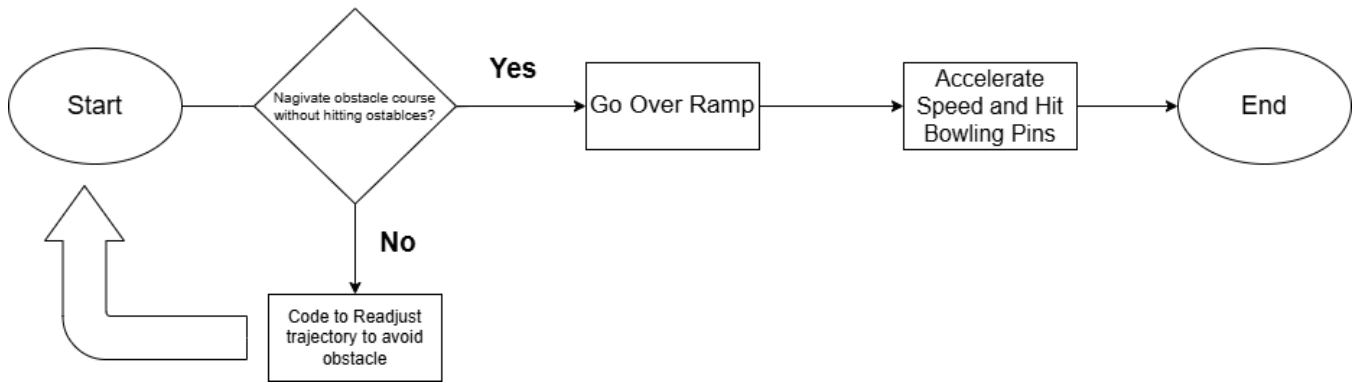 Start
Nagivate obstacle course
without hitting ostablces?
Yes
Go Over Ramp
Accelerate
Speed and Hit
Bowling Pins
End
No
Code to Readjust
trajectory to avoid
obstacle